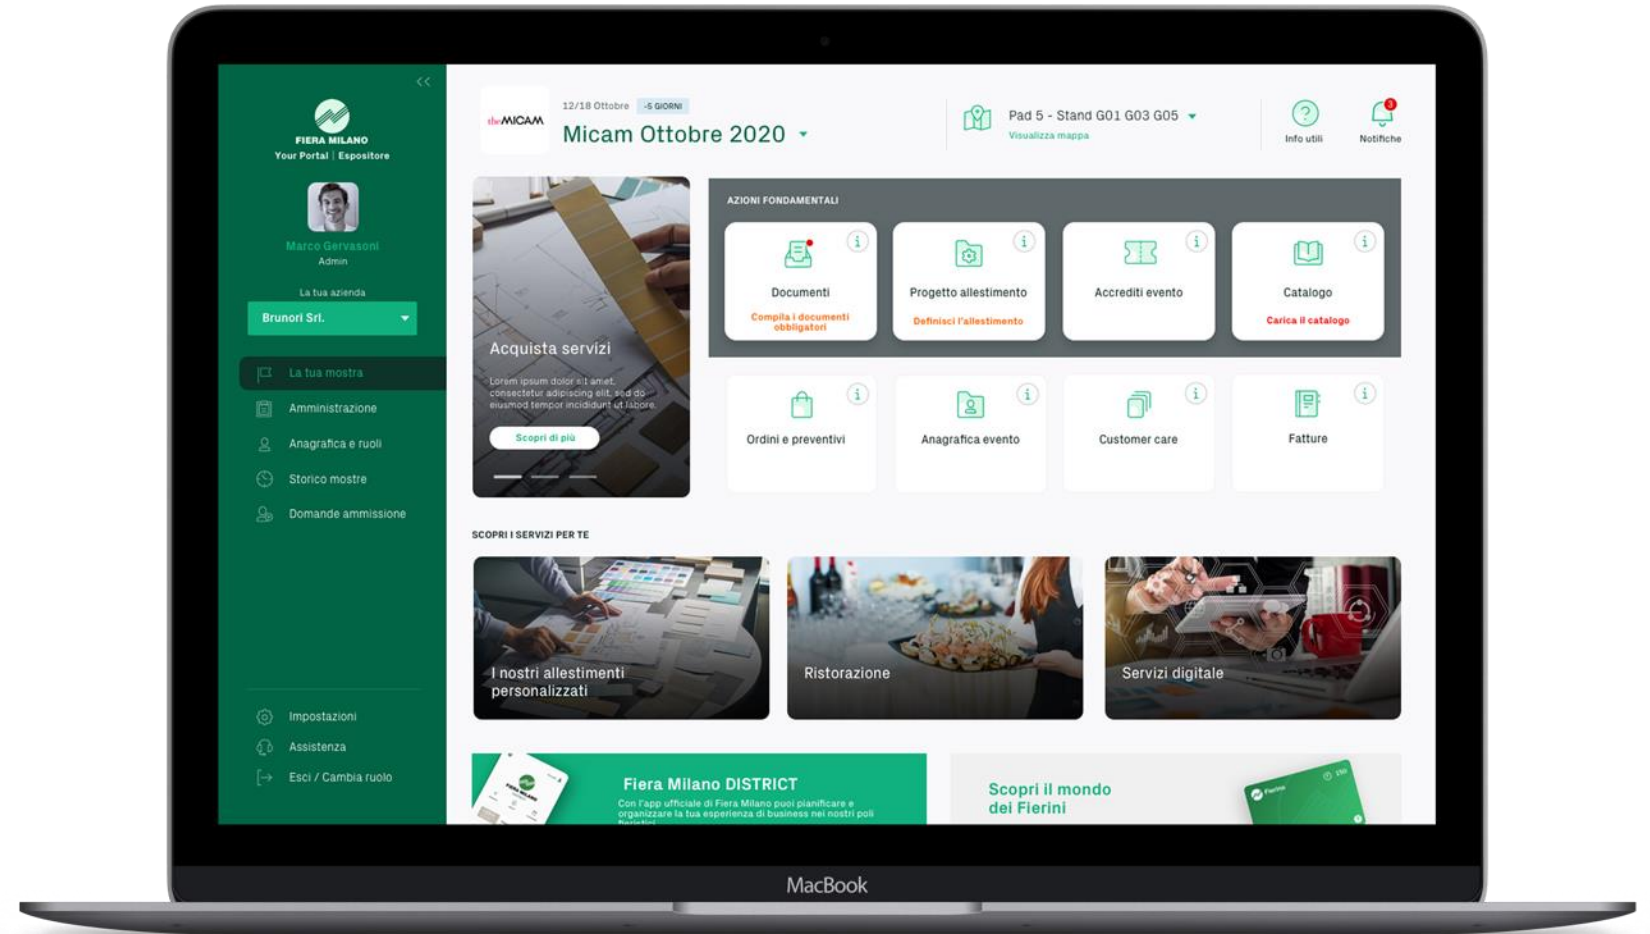 <<
FIERA MILANO
Your Portal | Espositore
Marco Gervasoni
Admin
La tua azienda
Brunori Srl.
La tua mostra
Amministrazione
Anagrafica e ruoli
Storico mostre
Domande ammissione
Impostazioni
Assistenza
Esci / Cambia ruolo
theMICAM
12/18 Ottobre
-5 GIORNI
Micam Ottobre 2020
Pad 5 - Stand G01 G03 G05
Visualizza mappa
Info utili
3
Notifiche
Acquista servizi
Lorem ipsum dolor sit amet,
consectetur adipiscing elit, sed do
eiusmod tempor incididunt ut labore.
Scopri di più
AZIONI FONDAMENTALI
i
Documenti
Compila i documenti
obbligatori
i
Progetto allestimento
Definisci l'allestimento
i
Accrediti evento
i
Catalogo
Carica il catalogo
i
Ordini e preventivi
i
Anagrafica evento
i
Customer care
i
Fatture
SCOPRI I SERVIZI PER TE
I nostri allestimenti
personalizzati
Ristorazione
Servizi digitale
FIERA MILANO
Fiera Milano DISTRICT
Con l'app ufficiale di Fiera Milano puoi pianificare e
organizzare la tua esperienza di business nei nostri poli
fieristici
Scopri il mondo
dei Fierini
Fierini
150
MacBook